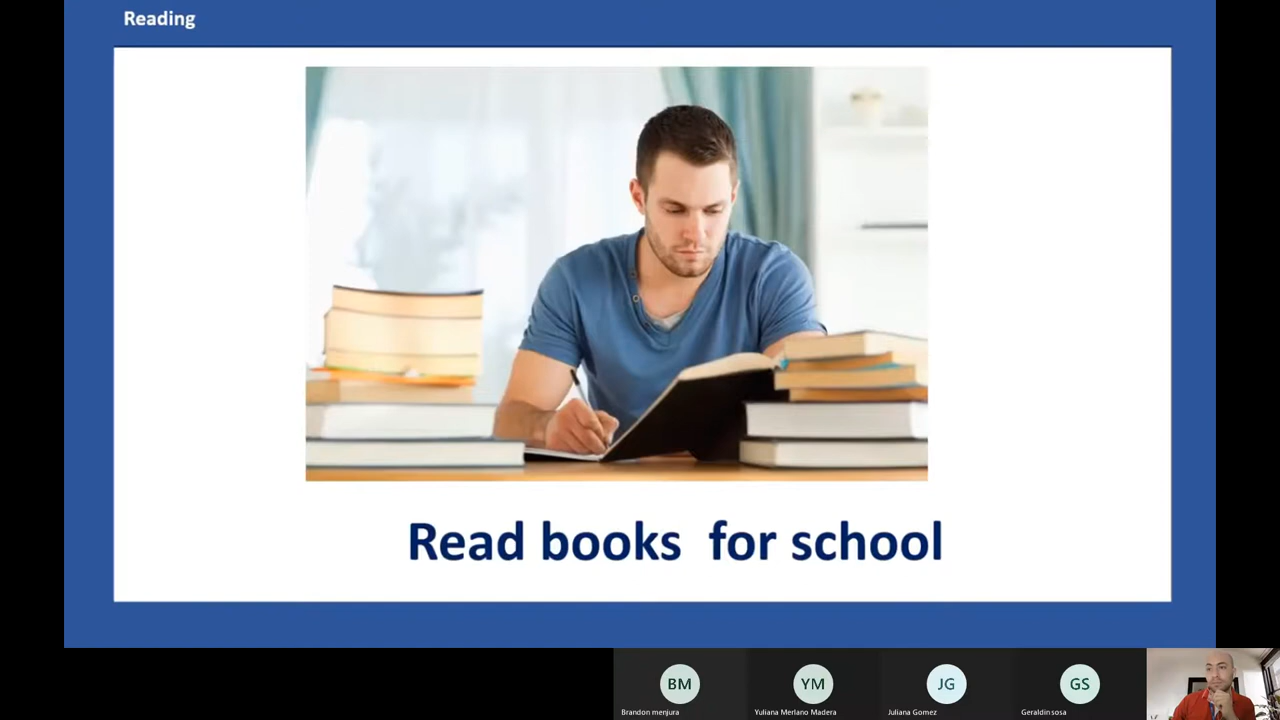 Reading
Read books  for school
BM
YM
JG
GS
Brandon menjura
Yuliana Merlano Madera
Juliana Gomez
Geraldin sosa